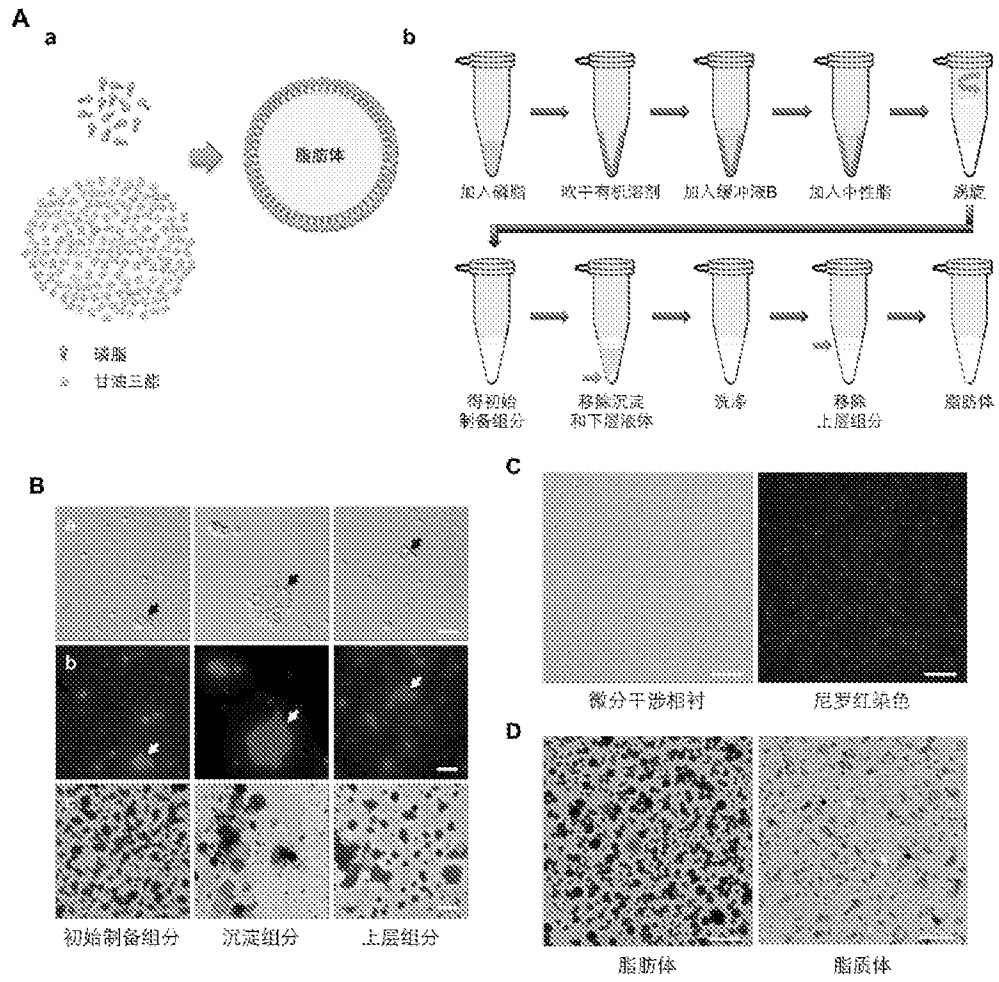 A
a
b
脂肪体
磷脂
甘油三酯
加入磷脂
吹干有机溶剂
加入缓冲液B
加入中性脂
涡旋
得初始
制备组分
移除沉淀
和下层液体
洗涤
移除
上层组分
脂肪体
B
b
初始制备组分
沉淀组分
上层组分
C
微分干涉相衬
尼罗红染色
D
脂肪体
脂质体